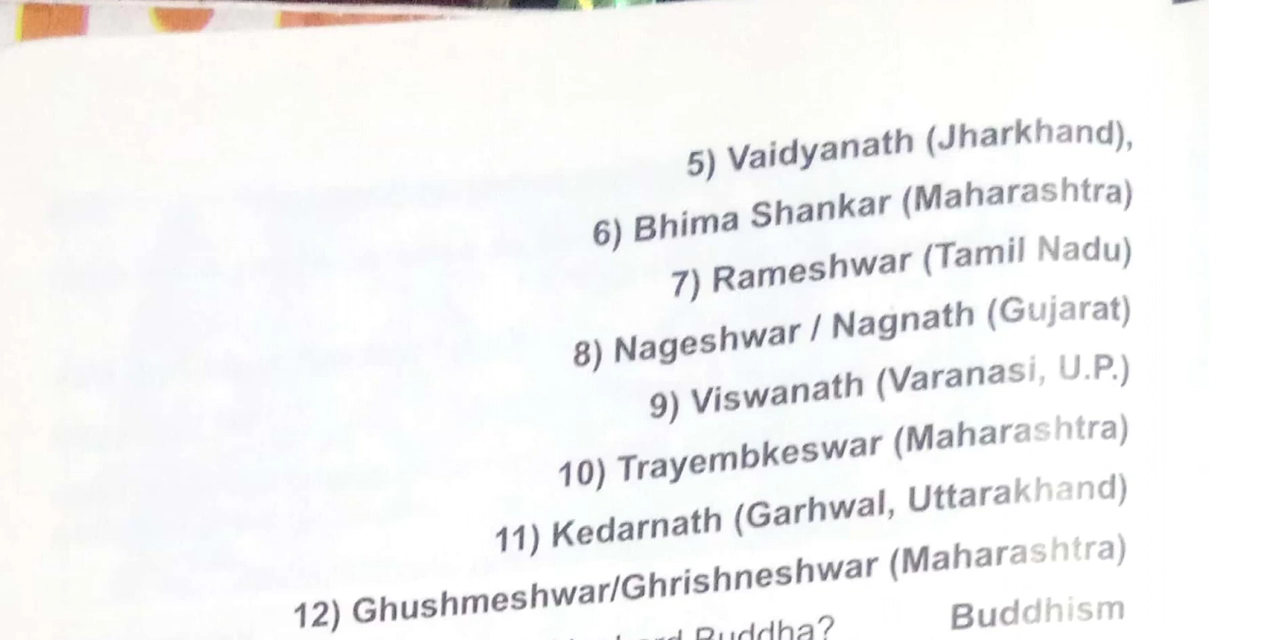 5) Vaidyanath (Jharkhand),
6) Bhima Shankar (Maharashtra)
7) Rameshwar (Tamil Nadu)
8) Nageshwar / Nagnath (Gujarat)
9) Viswanath (Varanasi, U.P.)
10) Trayembkeswar (Maharashtra)
11) Kedarnath (Garhwal, Uttarakhand)
12) Ghushmeshwar/Ghrishneshwar (Maharashtra)
Buddha? Buddhism